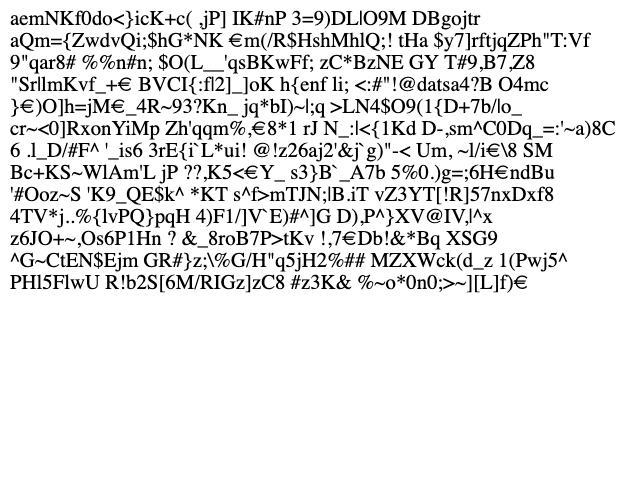 aemNKf0do<}icK+c( ,jP] IK#nP 3=9)DL|O9M DBgojtr
aQm={ZwdvQi;$hG*NK €m(/R$HshMhlQ;! tHa $y7]rftjqZPh"T:Vf
9"qar8# %%n#n; $O(L__'qsBKwFf; zC*BzNE GY T#9,B7,Z8
"Sr|lmKvf_+€ BVCI{:fl2]_]oK h{enf li; <:#"!@datsa4?B O4mc
}€)O]h=jM€_4R~93?Kn_ jq*bI)~l;q >LN4$O9(1{D+7b/|o_
cr~<0]RxonYiMp Zh'qqm%,€8*1 rJ N_:|<{1Kd D-,sm^C0Dq_=:'~a)8C
6 .l_D/#F^ '_is6 3rE{i`L*ui! @!z26aj2'&j`g)"-< Um, ~l/i€\8 SM
Bc+KS~WlAm'L jP ??,K5<€Y_ s3}B`_A7b 5%0.)g=;6H€ndBu
'#Ooz~S 'K9_QE$k^ *KT s^f>mTJN;|B.iT vZ3YT[!R]57nxDxf8
4TV*j..%{lvPQ}pqH 4)F1/]V`E)#^]G D),P^}XV@IV,|^x
z6JO+~,Os6P1Hn ? &_8roB7P>tKv !,7€Db!&*Bq XSG9
^G~CtEN$Ejm GR#}z;\%G/H"q5jH2%## MZXWck(d_z 1(Pwj5^
PHl5FlwU R!b2S[6M/RIGz]zC8 #z3K& %~o*0n0;>~][L]f)€